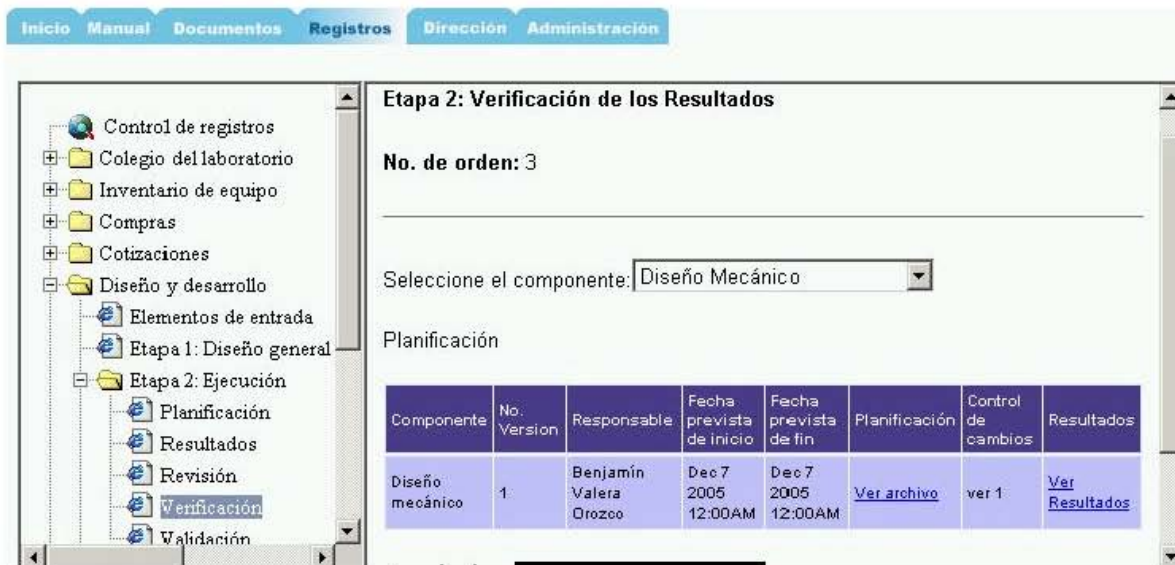 Inicio Manual Documentos Registros Dirección Administración
Control de registros
Colegio del laboratorio
Inventario de equipo
Compras
Cotizaciones
Diseño y desarrollo
Elementos de entrada
Etapa 1: Diseño general
Etapa 2: Ejecución
Planificación
Resultados
Revisión
Verificación
Validación
Etapa 2: Verificación de los Resultados
No. de orden: 3
Seleccione el componente: Diseño Mecánico
Planificación
Componente
No. Version
Responsable
Fecha prevista de inicio
Fecha prevista de fin
Planificación
Control de cambios
Resultados
Diseño mecánico
1
Benjamín Valera Orozco
Dec 7 2005 12:00AM
Dec 7 2005 12:00AM
Ver archivo
ver 1
Ver Resultados